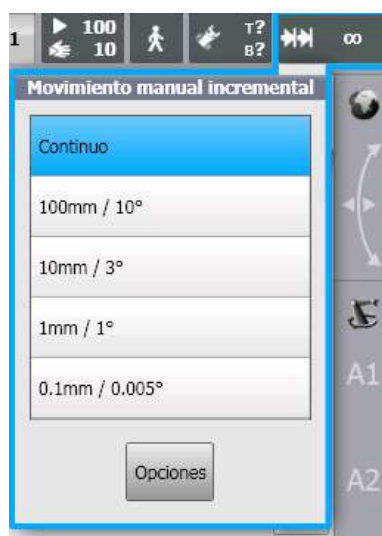 1 100 T? ∞
10 B?
Movimiento manual incremental
Continuo
100mm / 10°
10mm / 3°
1mm / 1°
0.1mm / 0.005°
Opciones
A1
A2